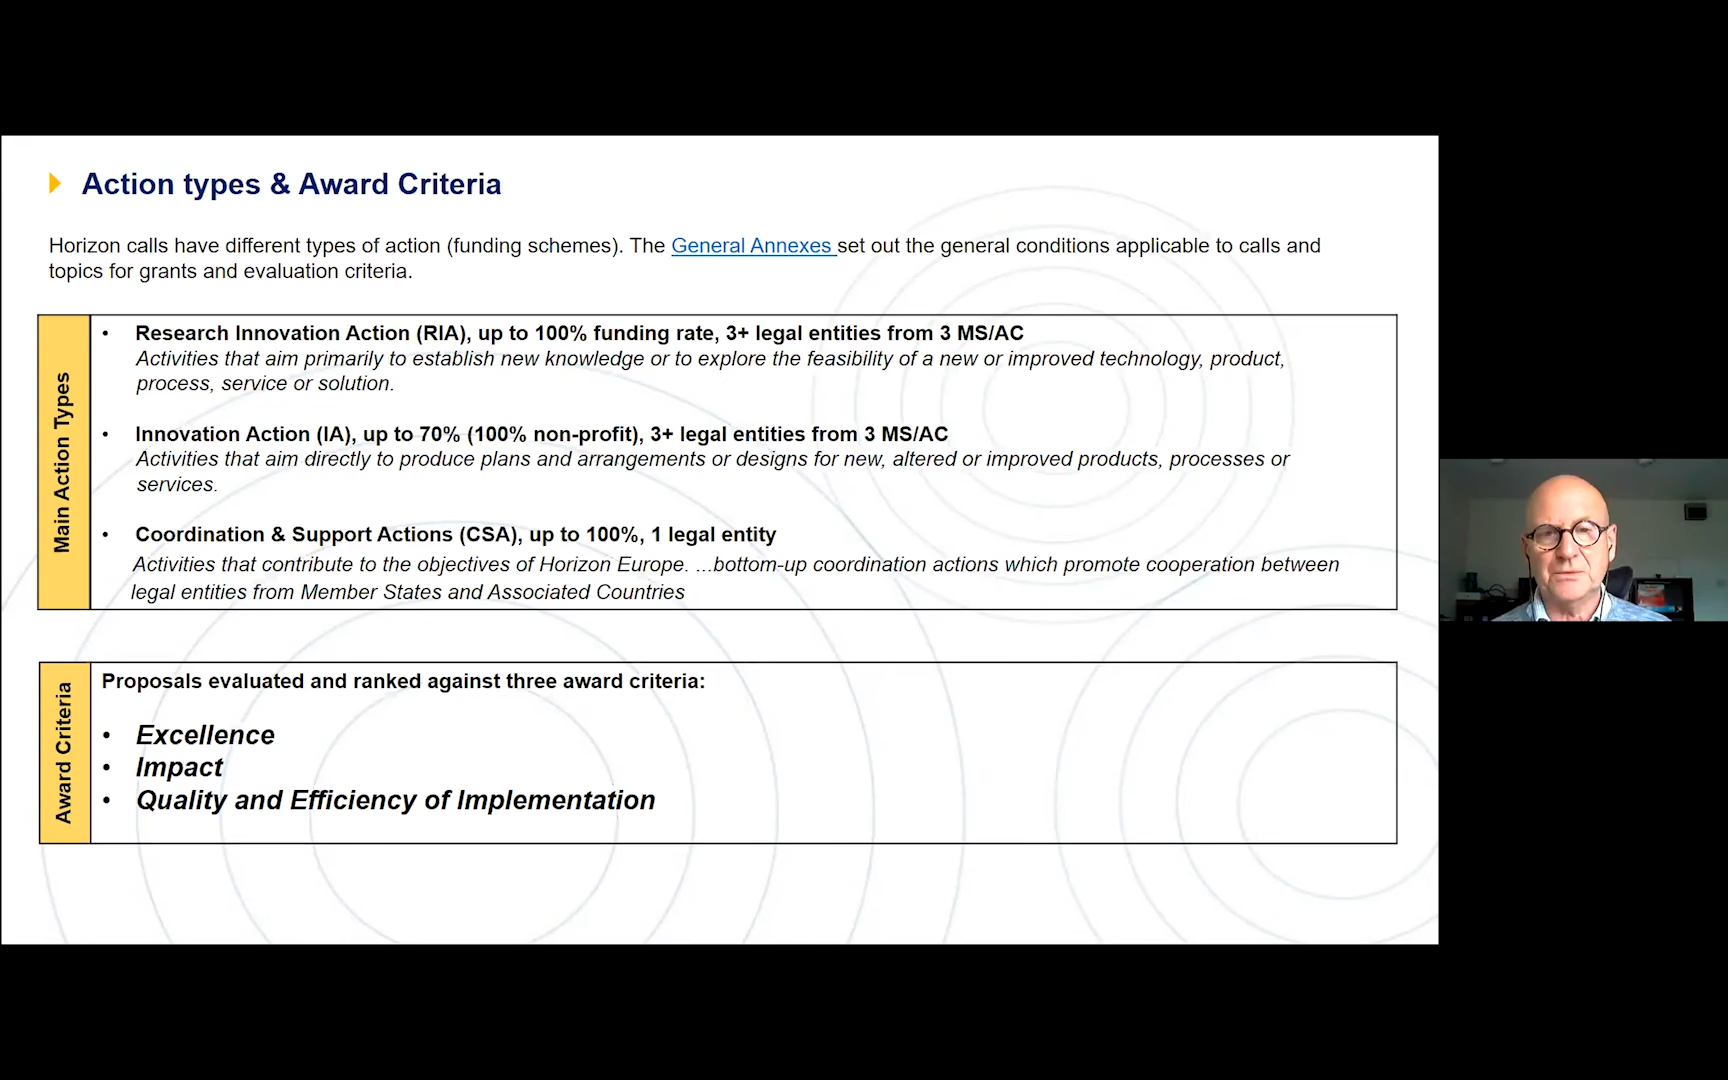 Action types & Award Criteria
Horizon calls have different types of action (funding schemes). The General Annexes set out the general conditions applicable to calls and
topics for grants and evaluation criteria.
Main Action Types
• Research Innovation Action (RIA), up to 100% funding rate, 3+ legal entities from 3 MS/AC
Activities that aim primarily to establish new knowledge or to explore the feasibility of a new or improved technology, product,
process, service or solution.
• Innovation Action (IA), up to 70% (100% non-profit), 3+ legal entities from 3 MS/AC
Activities that aim directly to produce plans and arrangements or designs for new, altered or improved products, processes or
services.
• Coordination & Support Actions (CSA), up to 100%, 1 legal entity
Activities that contribute to the objectives of Horizon Europe. ...bottom-up coordination actions which promote cooperation between
legal entities from Member States and Associated Countries
Award Criteria
Proposals evaluated and ranked against three award criteria:
• Excellence
• Impact
• Quality and Efficiency of Implementation